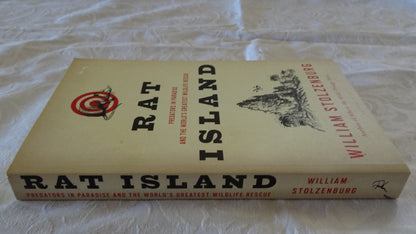 RAT
ISLAND
PREDATORS IN PARADISE
AND THE WORLD'S GREATEST WILDLIFE RESCUE
WILLIAM STOLZENBURG
RAT ISLAND
PREDATORS IN PARADISE AND THE WORLD'S GREATEST WILDLIFE RESCUE
WILLIAM
STOLZENBURG